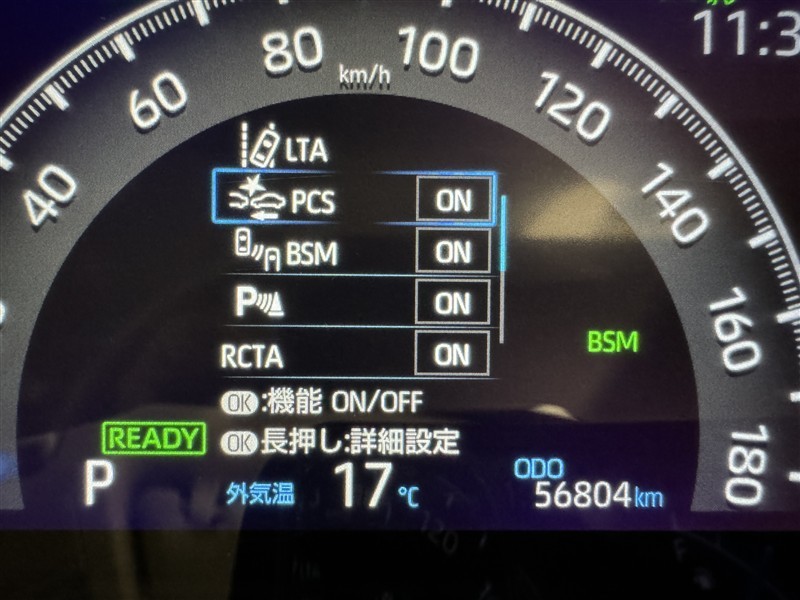 11:3
80
100
km/h
60
120
40
140
160
180
LTA
PCS ON
BSM ON
P ON
RCTA ON
BSM
OK:機能 ON/OFF
OK長押し:詳細設定
READY
P
外気温 17℃
ODO
56804km